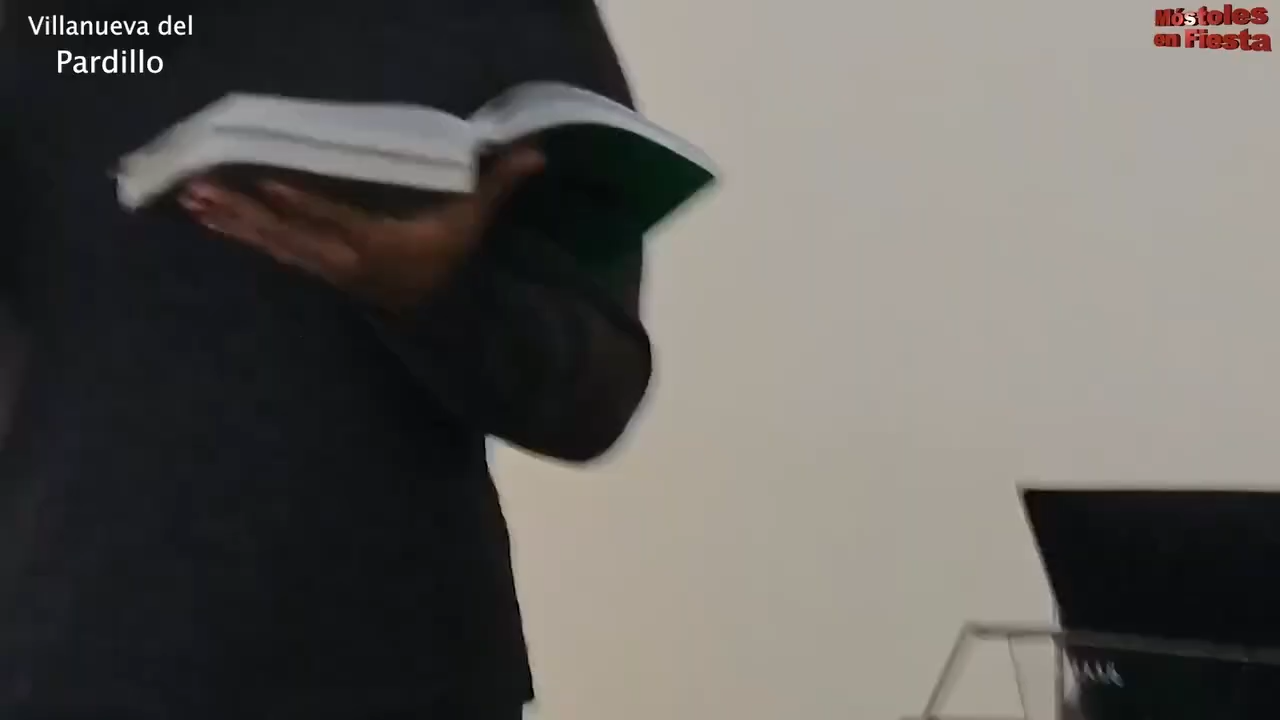 Villanueva del
Pardillo
Móstoles
en Fiesta